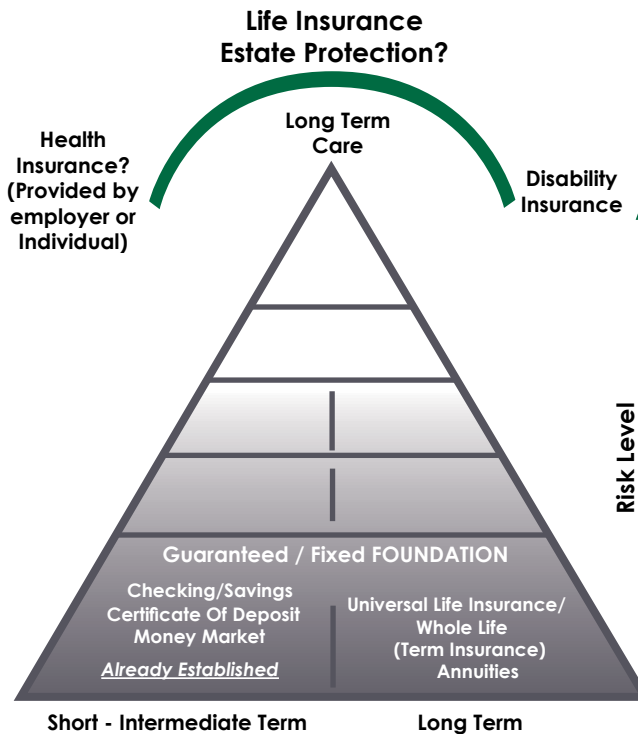 Life Insurance
Estate Protection?
Long Term
Care
Health
Insurance?
(Provided by
employer or
Individual)
Disability
Insurance
Risk Level
Guaranteed / Fixed FOUNDATION
Checking/Savings
Certificate Of Deposit
Money Market
Already Established
Universal Life Insurance/
Whole Life
(Term Insurance)
Annuities
Short - Intermediate Term
Long Term